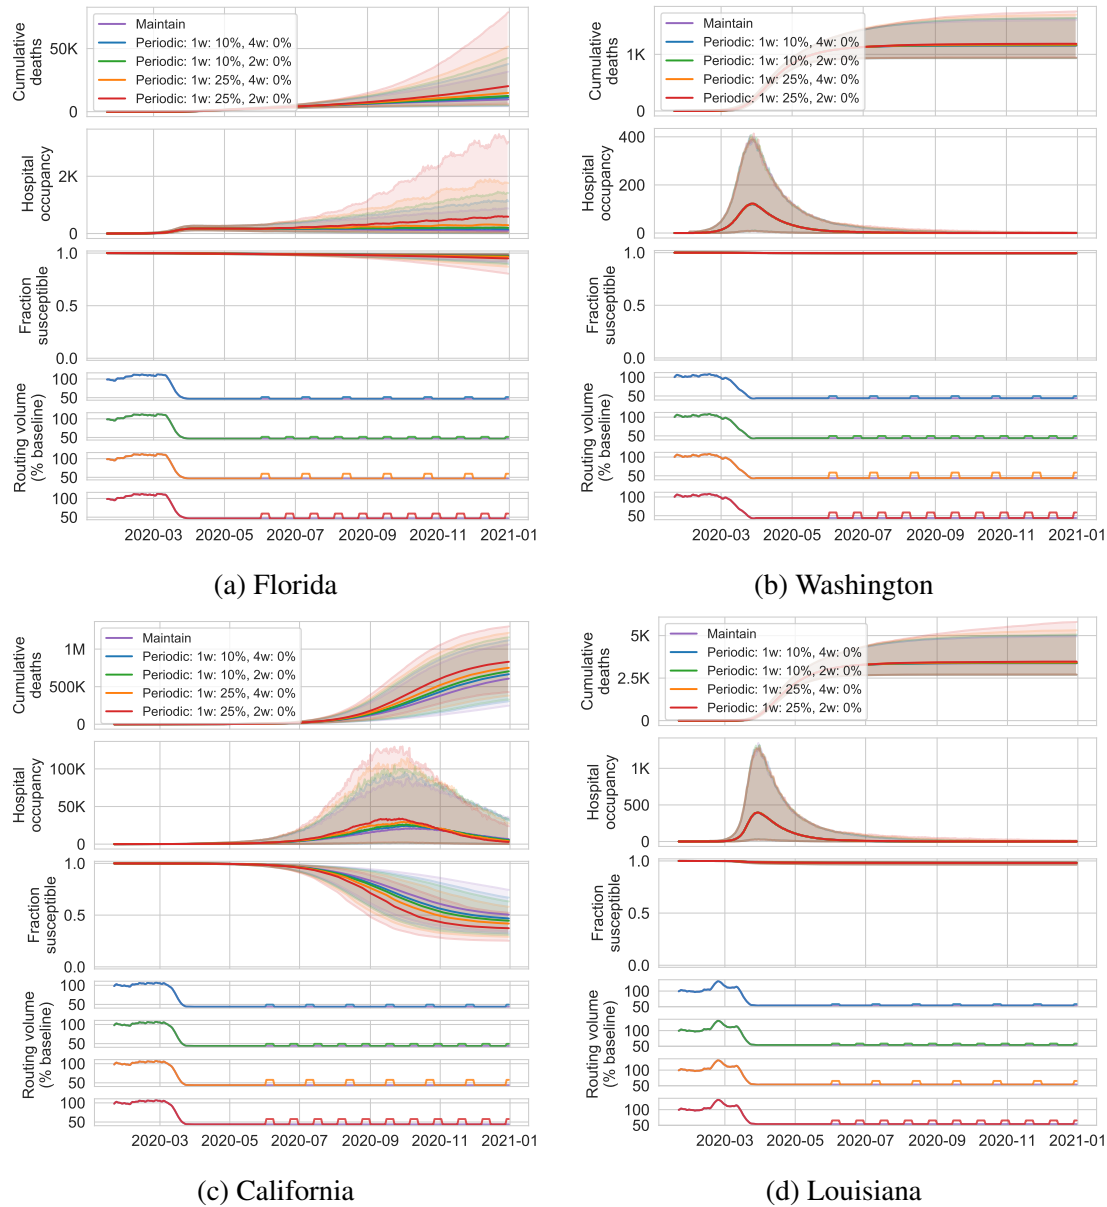 Cumulative
deaths
50K
0
Maintain
Periodic: 1w: 10%, 4w: 0%
Periodic: 1w: 10%, 2w: 0%
Periodic: 1w: 25%, 4w: 0%
Periodic: 1w: 25%, 2w: 0%
Hospital
occupancy
2K
0
Fraction
susceptible
1.0
0.5
0.0
Routing volume
(% baseline)
100
50
100
50
100
50
100
50
2020-03 2020-05 2020-07 2020-09 2020-11 2021-01
(a) Florida
Cumulative
deaths
1K
0
Maintain
Periodic: 1w: 10%, 4w: 0%
Periodic: 1w: 10%, 2w: 0%
Periodic: 1w: 25%, 4w: 0%
Periodic: 1w: 25%, 2w: 0%
Hospital
occupancy
400
200
0
Fraction
susceptible
1.0
0.5
0.0
Routing volume
(% baseline)
100
50
100
50
100
50
100
50
2020-03 2020-05 2020-07 2020-09 2020-11 2021-01
(b) Washington
Cumulative
deaths
1M
500K
0
Maintain
Periodic: 1w: 10%, 4w: 0%
Periodic: 1w: 10%, 2w: 0%
Periodic: 1w: 25%, 4w: 0%
Periodic: 1w: 25%, 2w: 0%
Hospital
occupancy
100K
50K
0
Fraction
susceptible
1.0
0.5
0.0
Routing volume
(% baseline)
100
50
100
50
100
50
100
50
2020-03 2020-05 2020-07 2020-09 2020-11 2021-01
(c) California
Cumulative
deaths
5K
2.5K
0
Maintain
Periodic: 1w: 10%, 4w: 0%
Periodic: 1w: 10%, 2w: 0%
Periodic: 1w: 25%, 4w: 0%
Periodic: 1w: 25%, 2w: 0%
Hospital
occupancy
1K
500
0
Fraction
susceptible
1.0
0.5
0.0
Routing volume
(% baseline)
100
50
100
50
100
50
100
50
2020-03 2020-05 2020-07 2020-09 2020-11 2021-01
(d) Louisiana